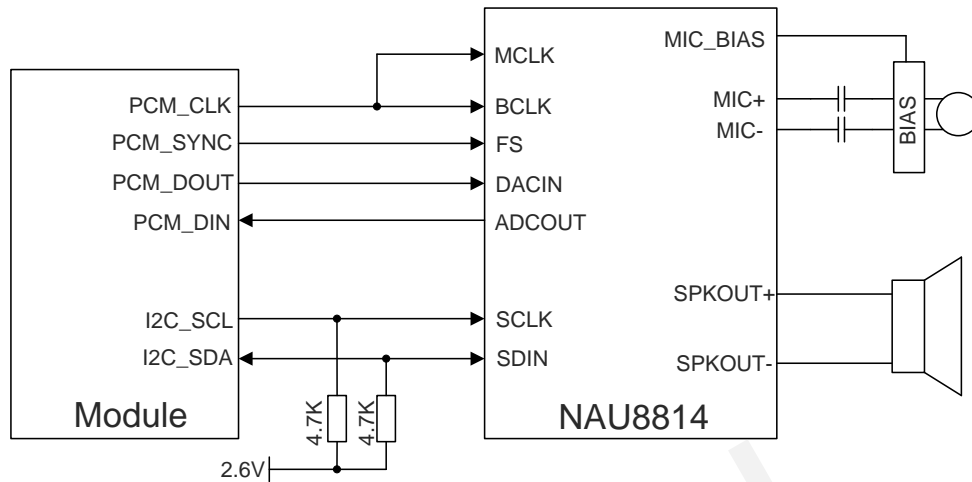 PCM_CLK
PCM_SYNC
PCM_DOUT
PCM_DIN
I2C_SCL
I2C_SDA
Module
4.7K
4.7K
2.6V
MCLK
BCLK
FS
DACIN
ADCOUT
SCLK
SDIN
MIC_BIAS
MIC+
MIC-
SPKOUT+
SPKOUT-
NAU8814
BIAS